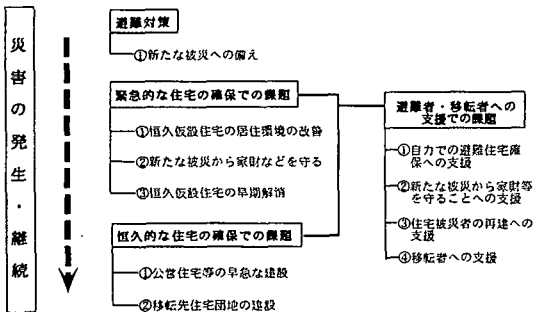 災害の発生・継続
避難対策
①新たな被災への備え
緊急的な住宅の確保での課題
①恒久仮設住宅の居住環境の改善
②新たな被災から家財などを守る
③恒久仮設住宅の早期解消
恒久的な住宅の確保での課題
①公営住宅等の早急な建設
②移転先住宅団地の建設
避難者・移転者への
支援での課題
①自力での避難住宅確
保への支援
②新たな被災から家財等
を守ることへの支援
③住宅被災者の再建への
支援
④移転者への支援